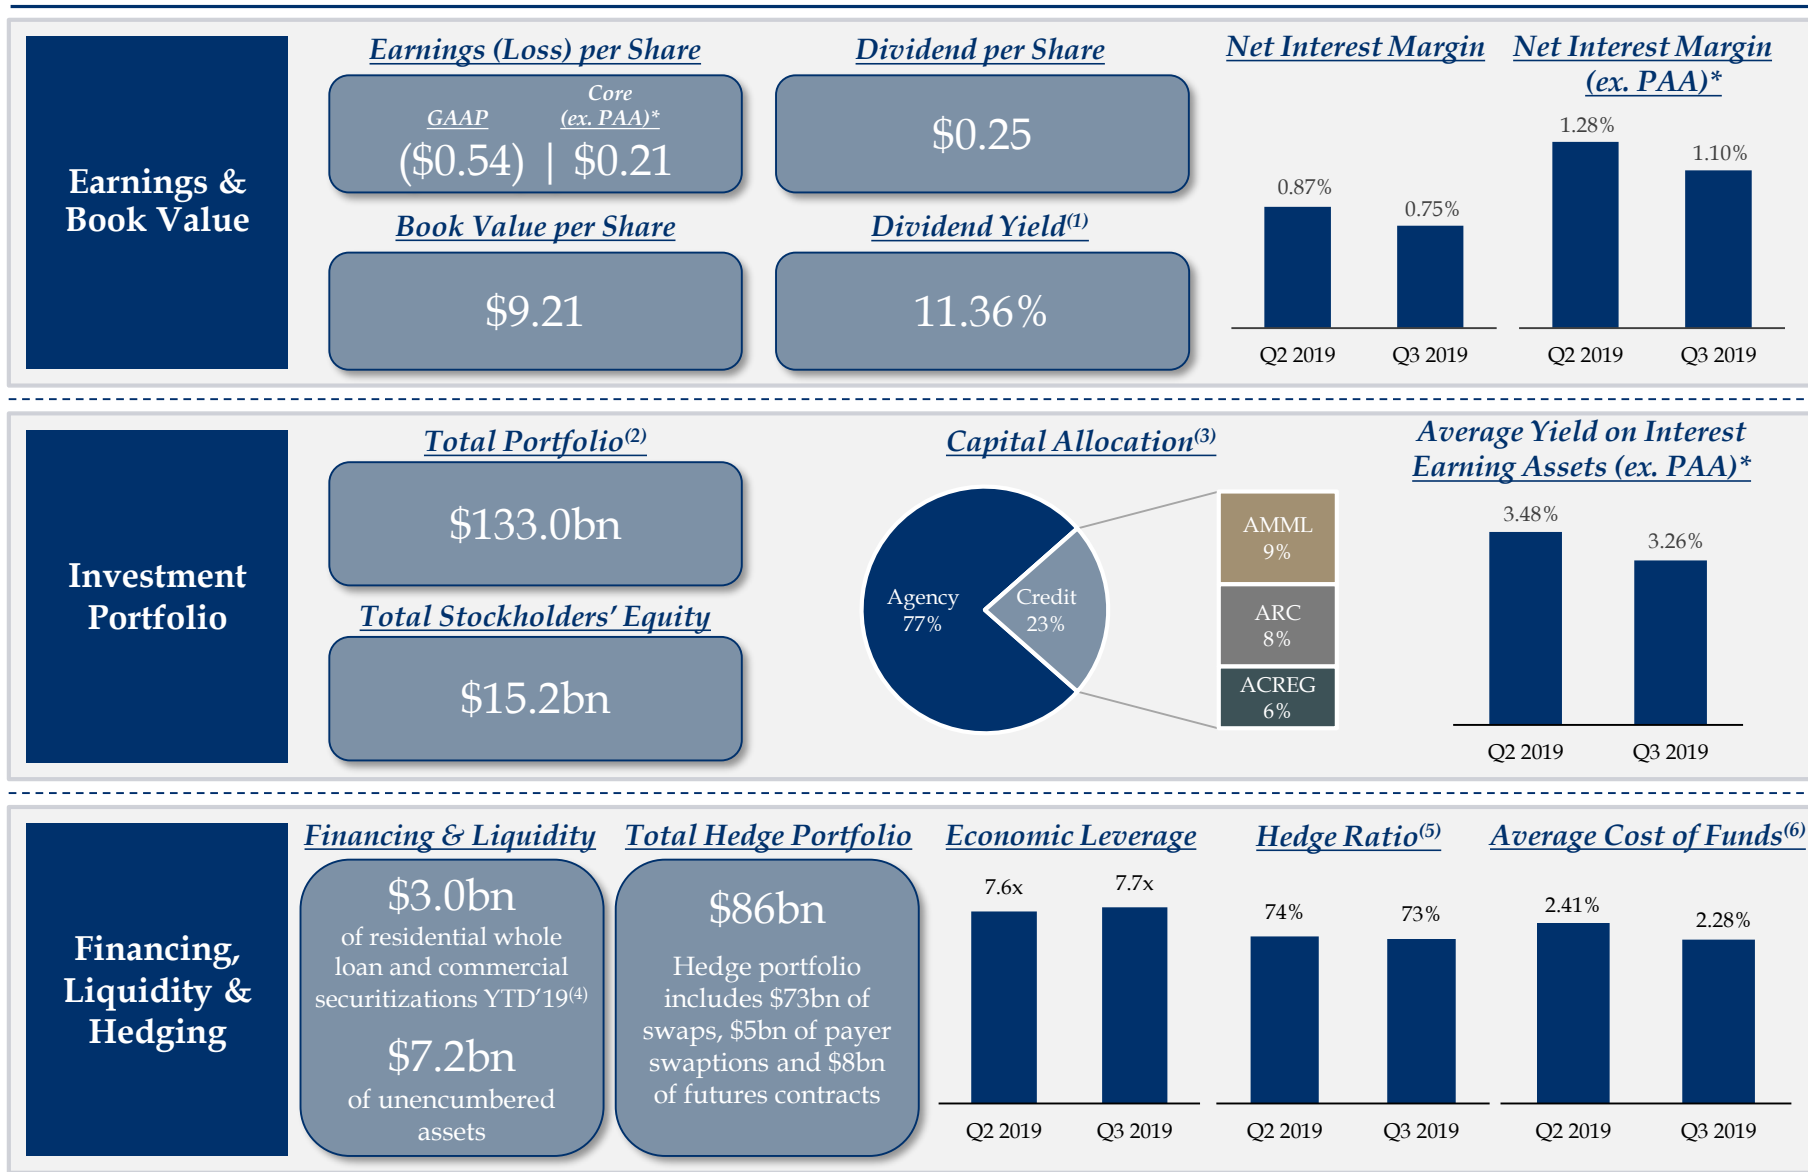 Earnings &
Book Value
Earnings (Loss) per Share
GAAP
Core
(ex. PAA)*
($0.54) | $0.21
Dividend per Share
$0.25
Book Value per Share
$9.21
Dividend Yield(1)
11.36%
Net Interest Margin
0.87%
0.75%
Q2 2019
Q3 2019
Net Interest Margin
(ex. PAA)*
1.28%
1.10%
Q2 2019
Q3 2019
Investment
Portfolio
Total Portfolio(2)
$133.0bn
Total Stockholders' Equity
$15.2bn
Capital Allocation(3)
Agency
77%
Credit
23%
AMML
9%
ARC
8%
ACREG
6%
Average Yield on Interest
Earning Assets (ex. PAA)*
3.48%
3.26%
Q2 2019
Q3 2019
Financing,
Liquidity &
Hedging
Financing & Liquidity
$3.0bn
of residential whole
loan and commercial
securitizations YTD'19(4)
$7.2bn
of unencumbered
assets
Total Hedge Portfolio
$86bn
Hedge portfolio
includes $73bn of
swaps, $5bn of payer
swaptions and $8bn
of futures contracts
Economic Leverage
7.6x
7.7x
Q2 2019
Q3 2019
Hedge Ratio(5)
74%
73%
Q2 2019
Q3 2019
Average Cost of Funds(6)
2.41%
2.28%
Q2 2019
Q3 2019